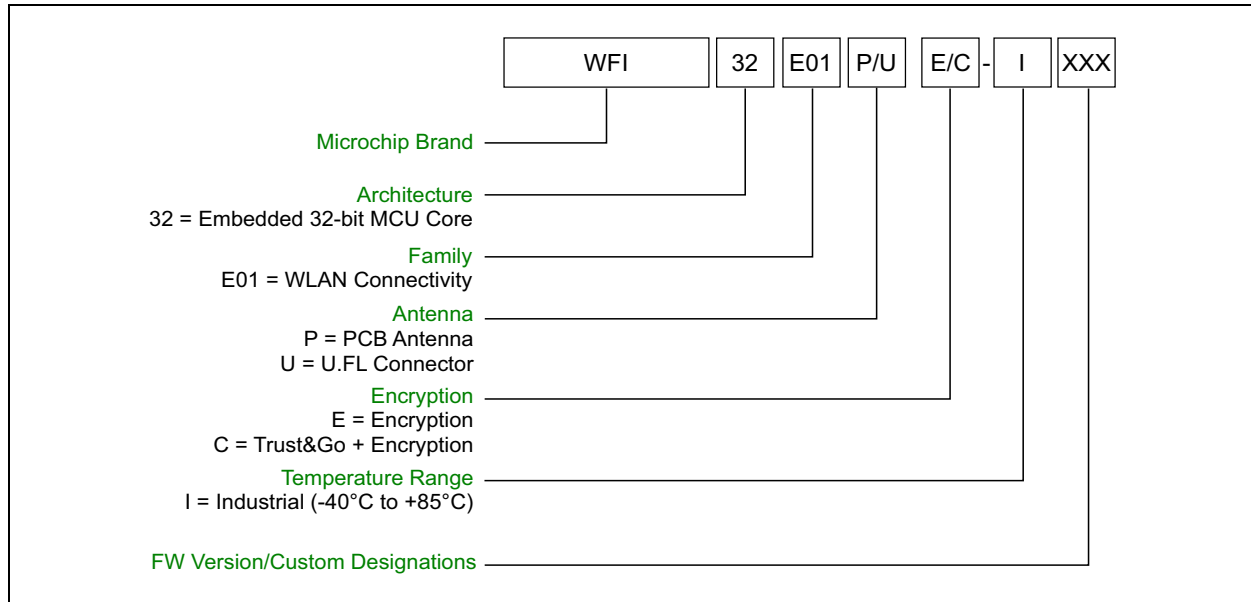 WFI 32 E01 P/U E/C - I XXX
Microchip Brand
Architecture
32 = Embedded 32-bit MCU Core
Family
E01 = WLAN Connectivity
Antenna
P = PCB Antenna
U = U.FL Connector
Encryption
E = Encryption
C = Trust&Go + Encryption
Temperature Range
I = Industrial (-40°C to +85°C)
FW Version/Custom Designations